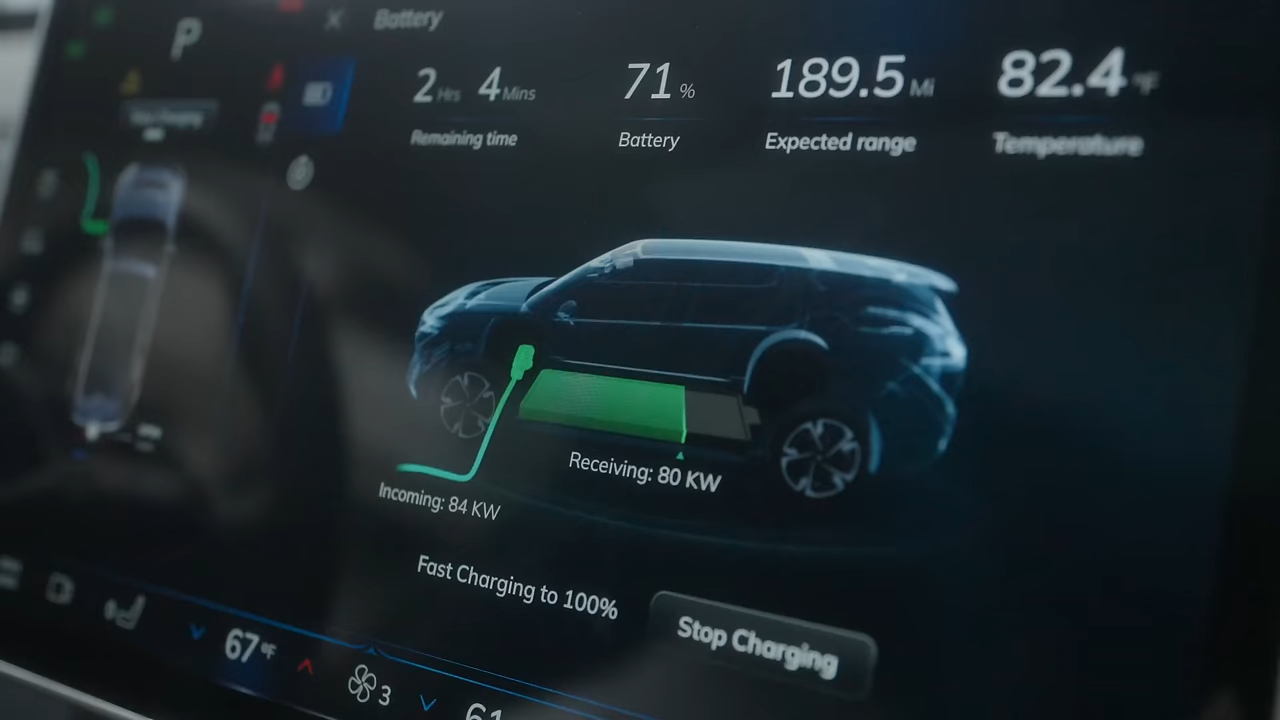 P
Battery
2 Hrs 4 Mins
71 %
189.5 Mi
82.4 °F
Remaining time
Battery
Expected range
Temperature
Receiving: 80 KW
Incoming: 84 KW
Fast Charging to 100%
Stop Charging
67 °F
3
61